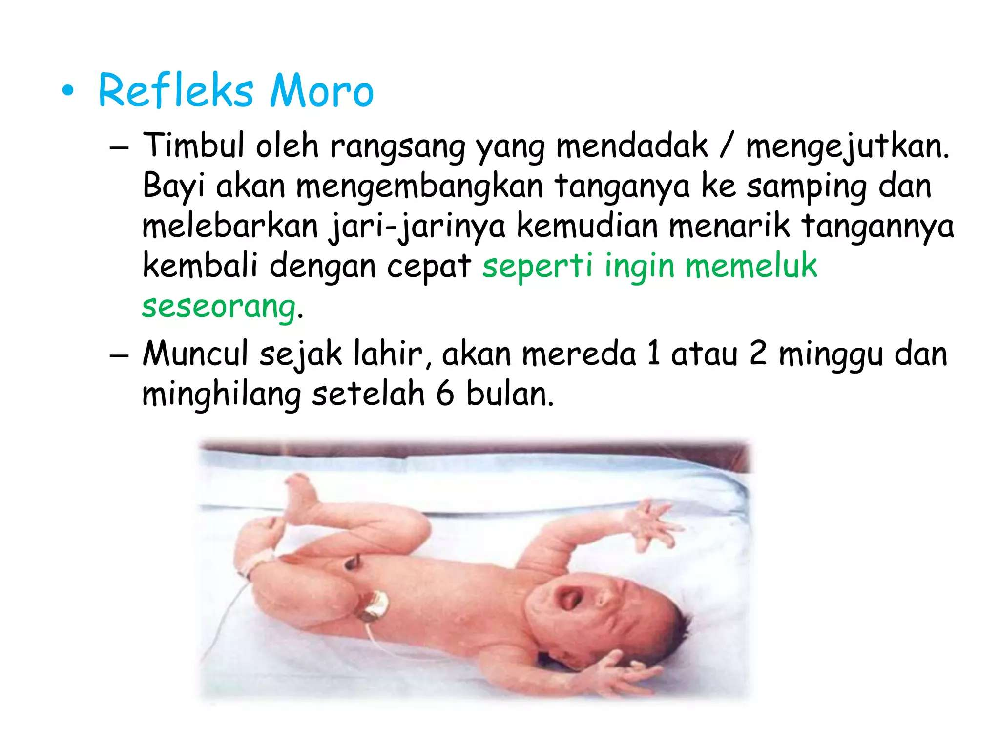 • Refleks Moro
– Timbul oleh rangsang yang mendadak / mengejutkan.
Bayi akan mengembangkan tanganya ke samping dan
melebarkan jari-jarinya kemudian menarik tangannya
kembali dengan cepat seperti ingin memeluk
seseorang.
– Muncul sejak lahir, akan mereda 1 atau 2 minggu dan
minghilang setelah 6 bulan.